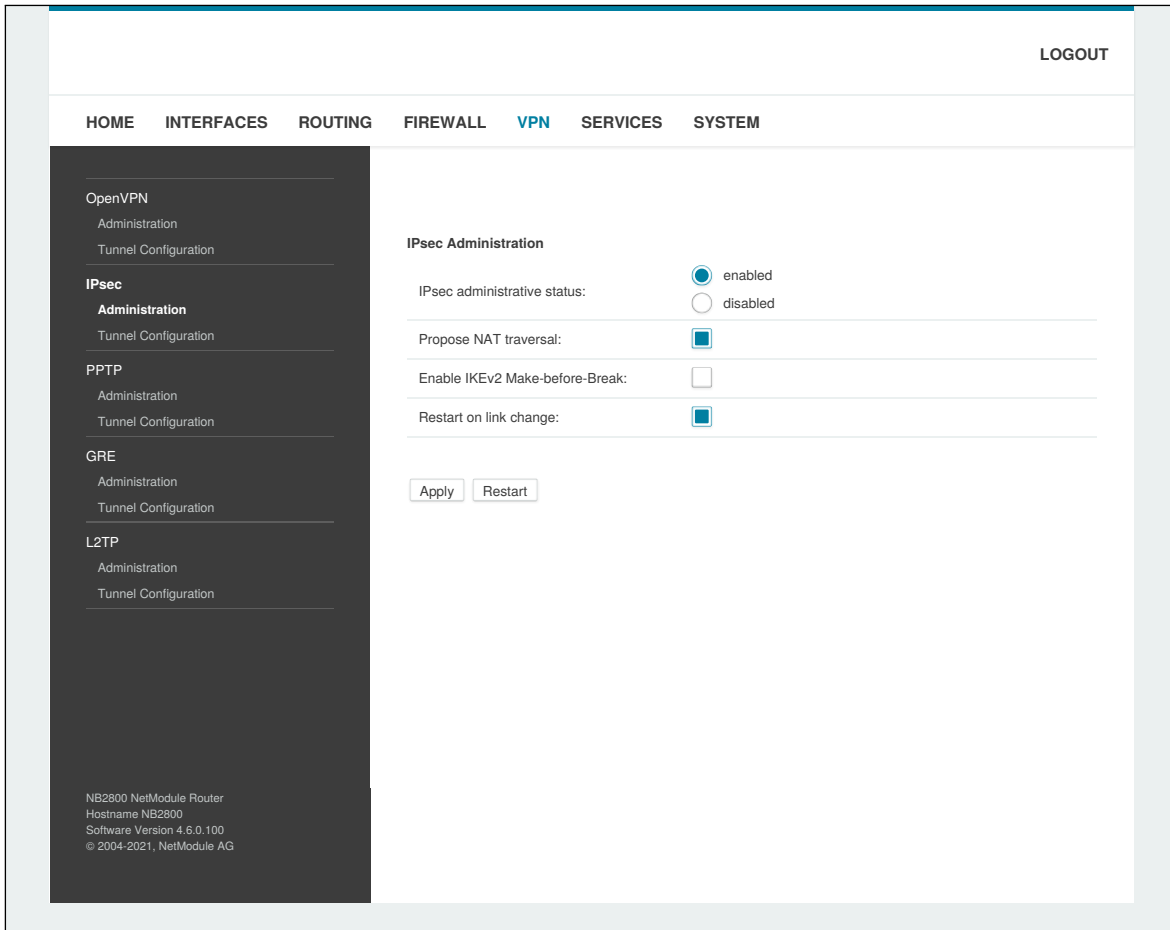 LOGOUT
HOME INTERFACES ROUTING FIREWALL VPN SERVICES SYSTEM
OpenVPN
Administration
Tunnel Configuration
IPsec
Administration
Tunnel Configuration
PPTP
Administration
Tunnel Configuration
GRE
Administration
Tunnel Configuration
L2TP
Administration
Tunnel Configuration
NB2800 NetModule Router
Hostname NB2800
Software Version 4.6.0.100
© 2004-2021, NetModule AG
IPsec Administration
IPsec administrative status:
enabled
disabled
Propose NAT traversal:
Enable IKEv2 Make-before-Break:
Restart on link change:
Apply Restart